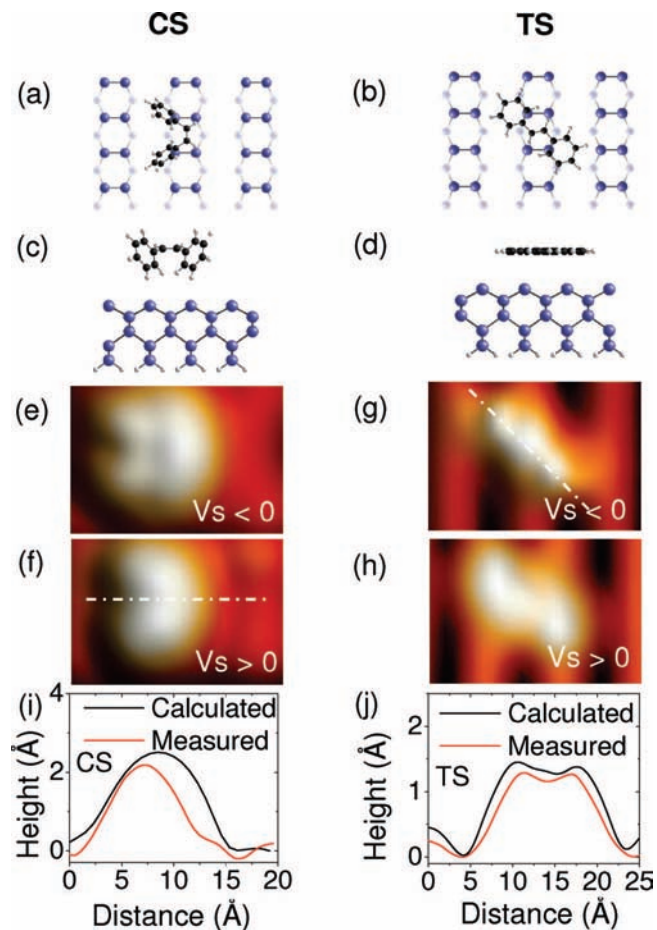 CS TS
(a) (b)
(c) (d)
(e) (g)
Vs < 0 Vs < 0
(f) (h)
Vs > 0 Vs > 0
(i) (j)
4
2
0
Height (Å)
Calculated
Measured
CS
0 5 10 15 20
Distance (Å)
2
1
0
Height (Å)
Calculated
Measured
TS
0 5 10 15 20 25
Distance (Å)